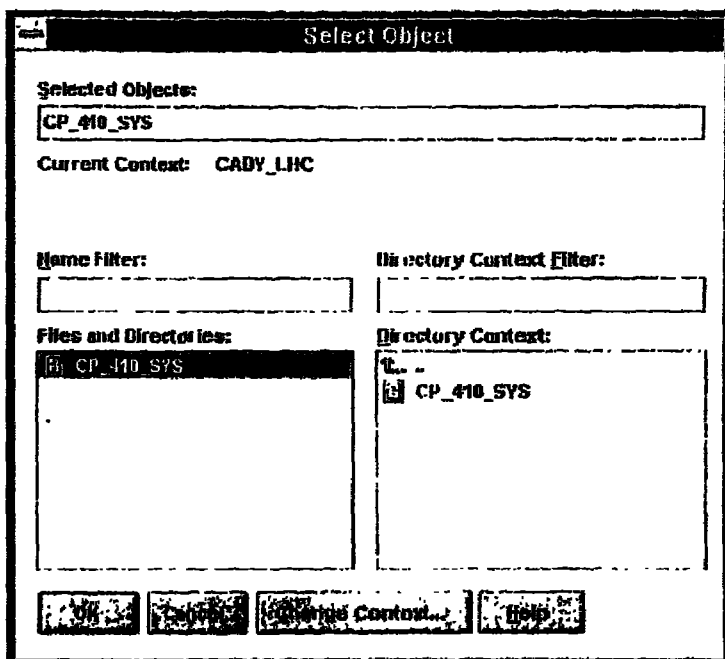 Select Object
Selected Objects:
CP_410_SYS
Current Context: CADY_LHC
Name Filter: Directory Context Filter:
Files and Directories: Directory Context:
CP_410_SYS
..
CP_410_SYS
OK Cancel Change Context... Help